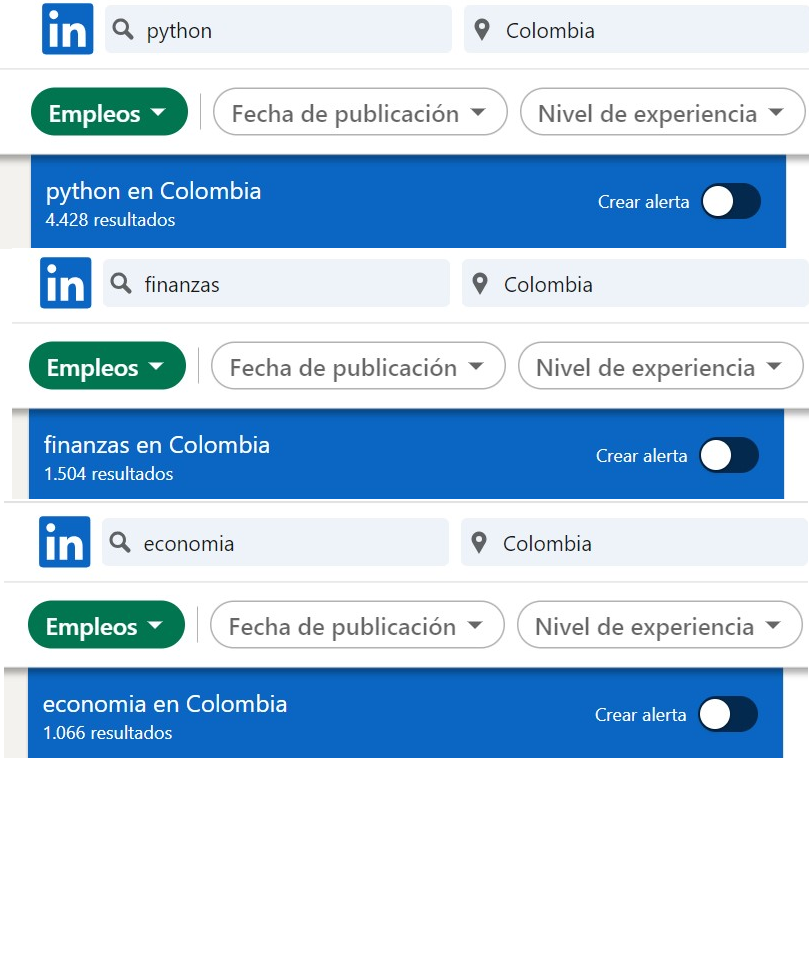 in python Colombia
Empleos Fecha de publicación Nivel de experiencia
python en Colombia
Crear alerta
4.428 resultados
in finanzas Colombia
Empleos Fecha de publicación Nivel de experiencia
finanzas en Colombia
Crear alerta
1.504 resultados
in economia Colombia
Empleos Fecha de publicación Nivel de experiencia
economia en Colombia
Crear alerta
1.066 resultados